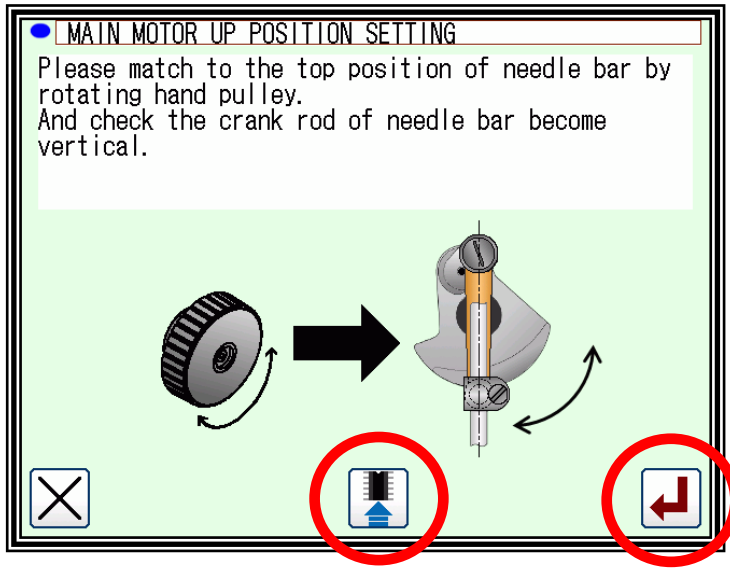 MAIN MOTOR UP POSITION SETTING
Please match to the top position of needle bar by
rotating hand pulley.
And check the crank rod of needle bar become
vertical.